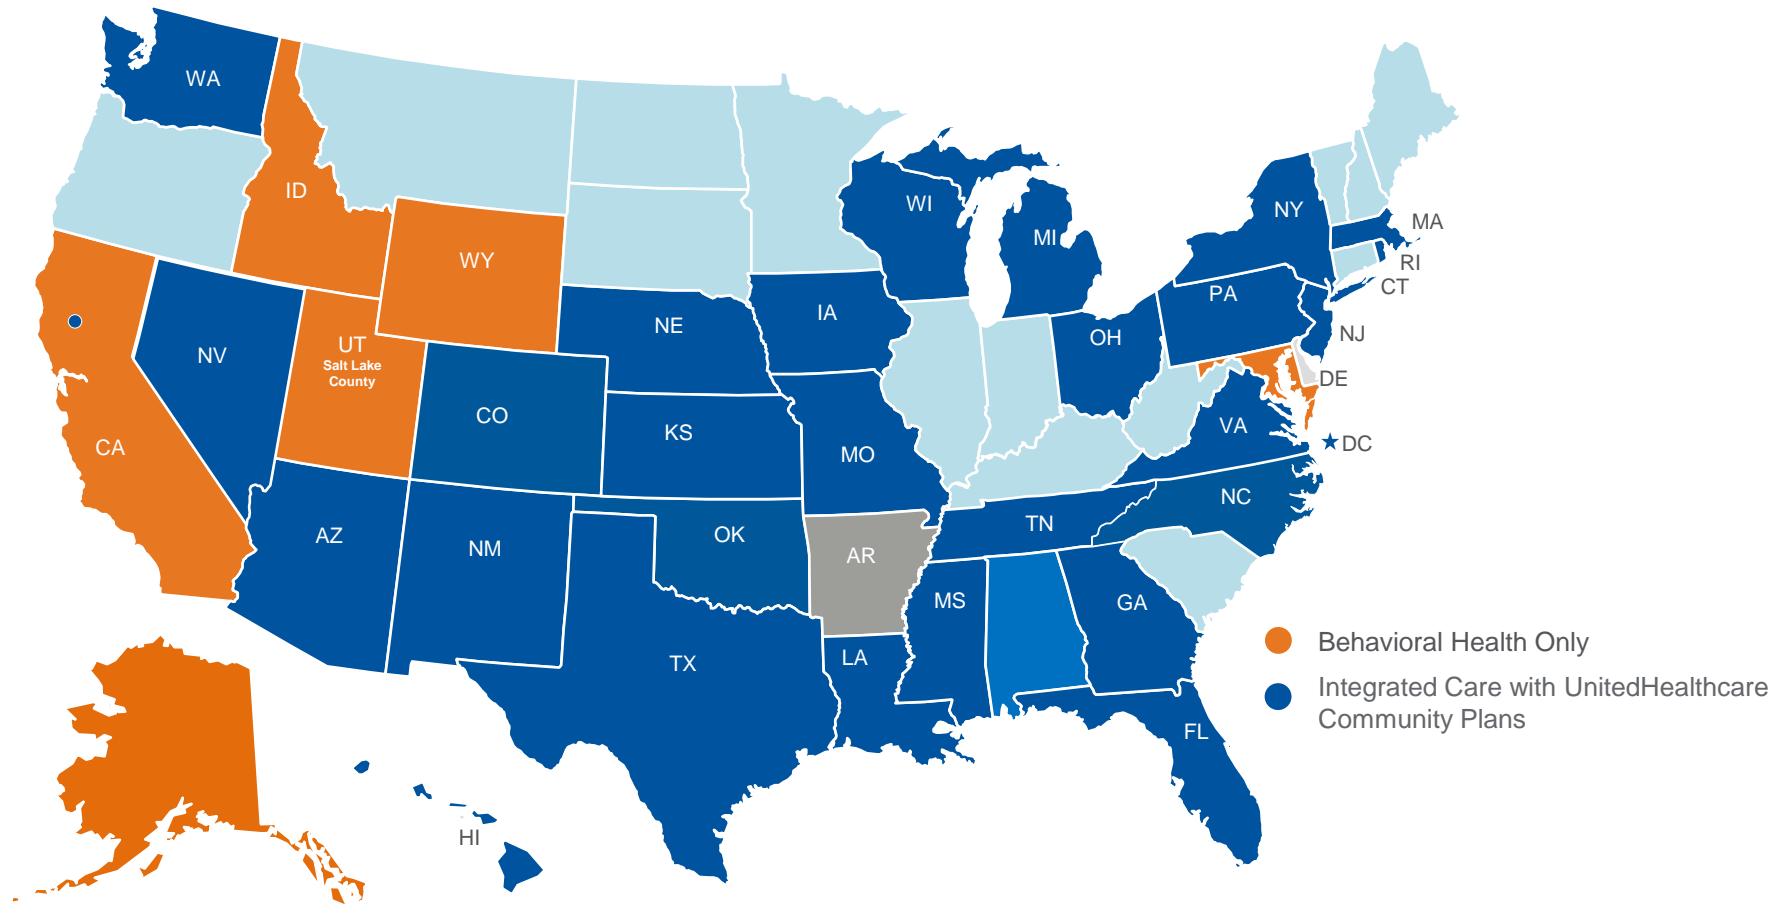 WA
ID
WY
UT
Salt Lake
County
NV
CA
CO
AZ
NM
NE
KS
OK
TX
IA
MO
AR
LA
WI
MI
OH
TN
MS
GA
FL
NY
PA
VA
NC
MA
RI
CT
NJ
DE
DC
HI
Behavioral Health Only
Integrated Care with UnitedHealthcare
Community Plans